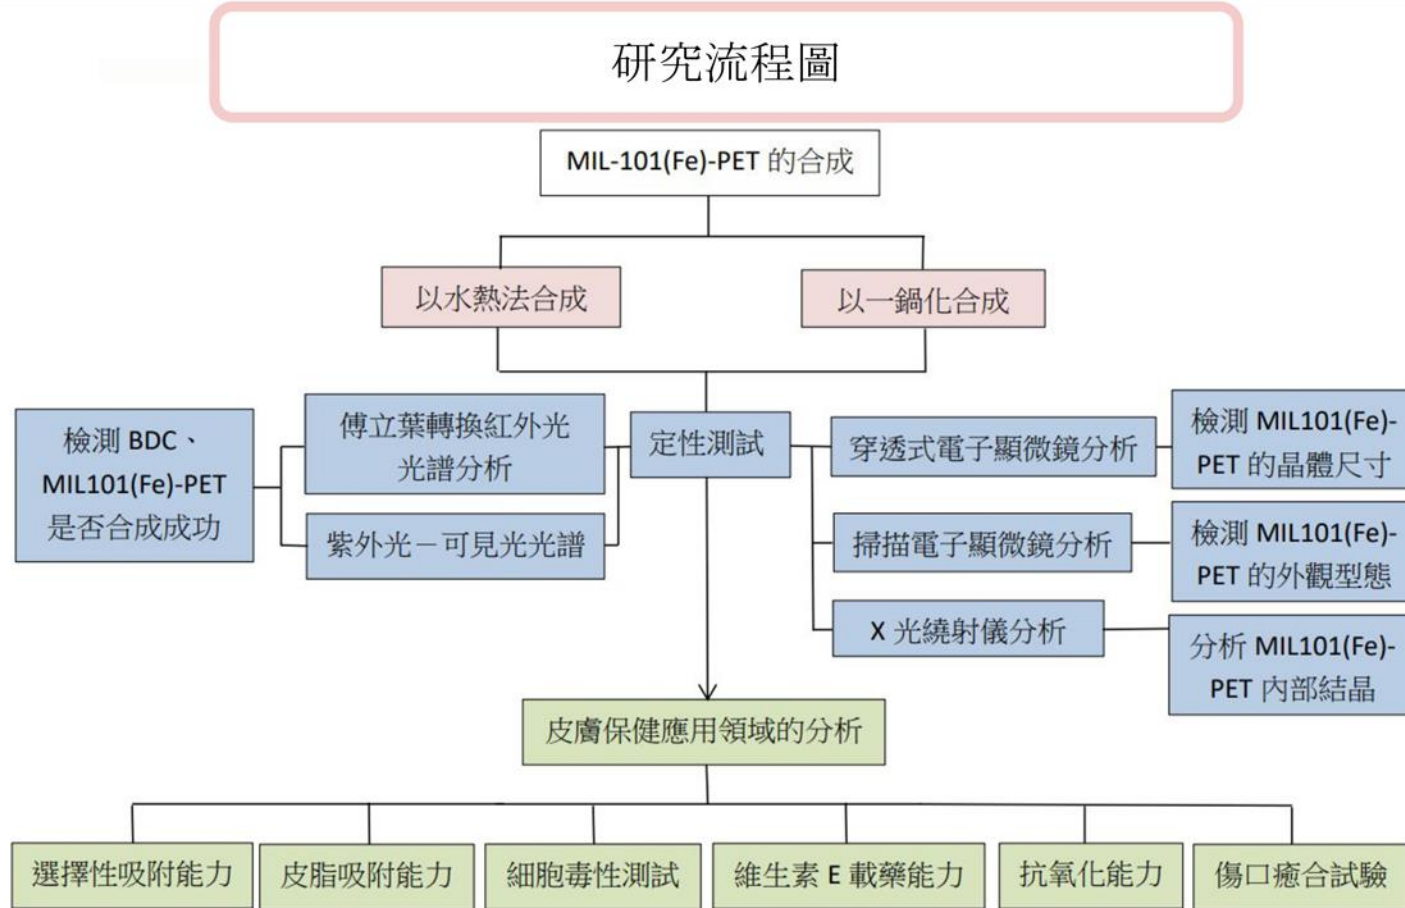 研究流程圖
MIL-101(Fe)-PET 的合成
以水熱法合成
以一鍋化合成
檢測 BDC、
MIL101(Fe)-PET
是否合成成功
傅立葉轉換紅外光
光譜分析
紫外光－可見光光譜
定性測試
穿透式電子顯微鏡分析
檢測 MIL101(Fe)-
PET 的晶體尺寸
掃描電子顯微鏡分析
檢測 MIL101(Fe)-
PET 的外觀型態
X 光繞射儀分析
分析 MIL101(Fe)-
PET 內部結晶
皮膚保健應用領域的分析
選擇性吸附能力
皮脂吸附能力
細胞毒性測試
維生素 E 載藥能力
抗氧化能力
傷口癒合試驗